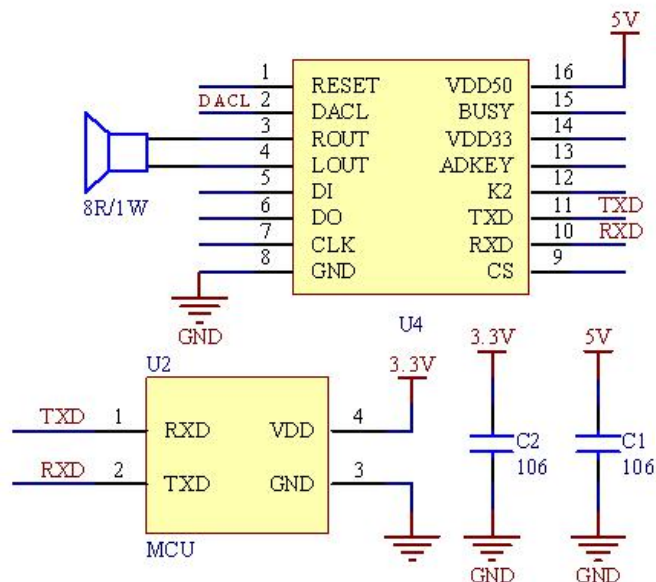 5V
1 RESET VDD50 16
DACL 2 DACL BUSY 15
3 ROUT VDD33 14
4 LOUT ADKEY 13
8R/1W 5 DI K2 12
6 DO TXD 11 TXD
7 CLK RXD 10 RXD
8 GND CS 9
GND
U4
U2 3.3V 3.3V 5V
TXD 1 RXD VDD 4
C2 C1
106 106
RXD 2 TXD GND 3
MCU
GND GND